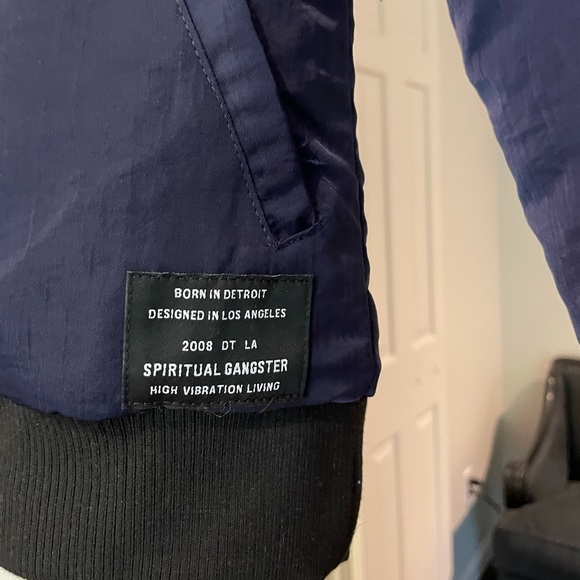 BORN IN DETROIT
DESIGNED IN LOS ANGELES
2008 DT LA
SPIRITUAL GANGSTER
HIGH VIBRATION LIVING